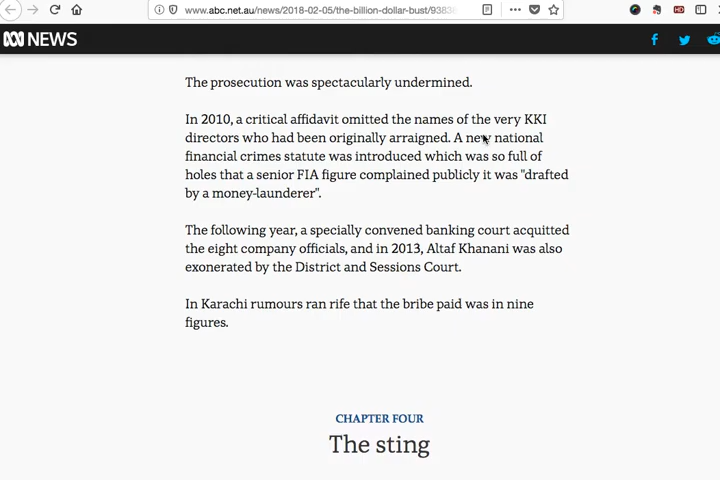 www.abc.net.au/news/2018-02-05/the-billion-dollar-bust/9383
HD
NEWS
The prosecution was spectacularly undermined.
In 2010, a critical affidavit omitted the names of the very KKI
directors who had been originally arraigned. A new national
financial crimes statute was introduced which was so full of
holes that a senior FIA figure complained publicly it was "drafted
by a money-launderer".
The following year, a specially convened banking court acquitted
the eight company officials, and in 2013, Altaf Khanani was also
exonerated by the District and Sessions Court.
In Karachi rumours ran rife that the bribe paid was in nine
figures.
CHAPTER FOUR
The sting